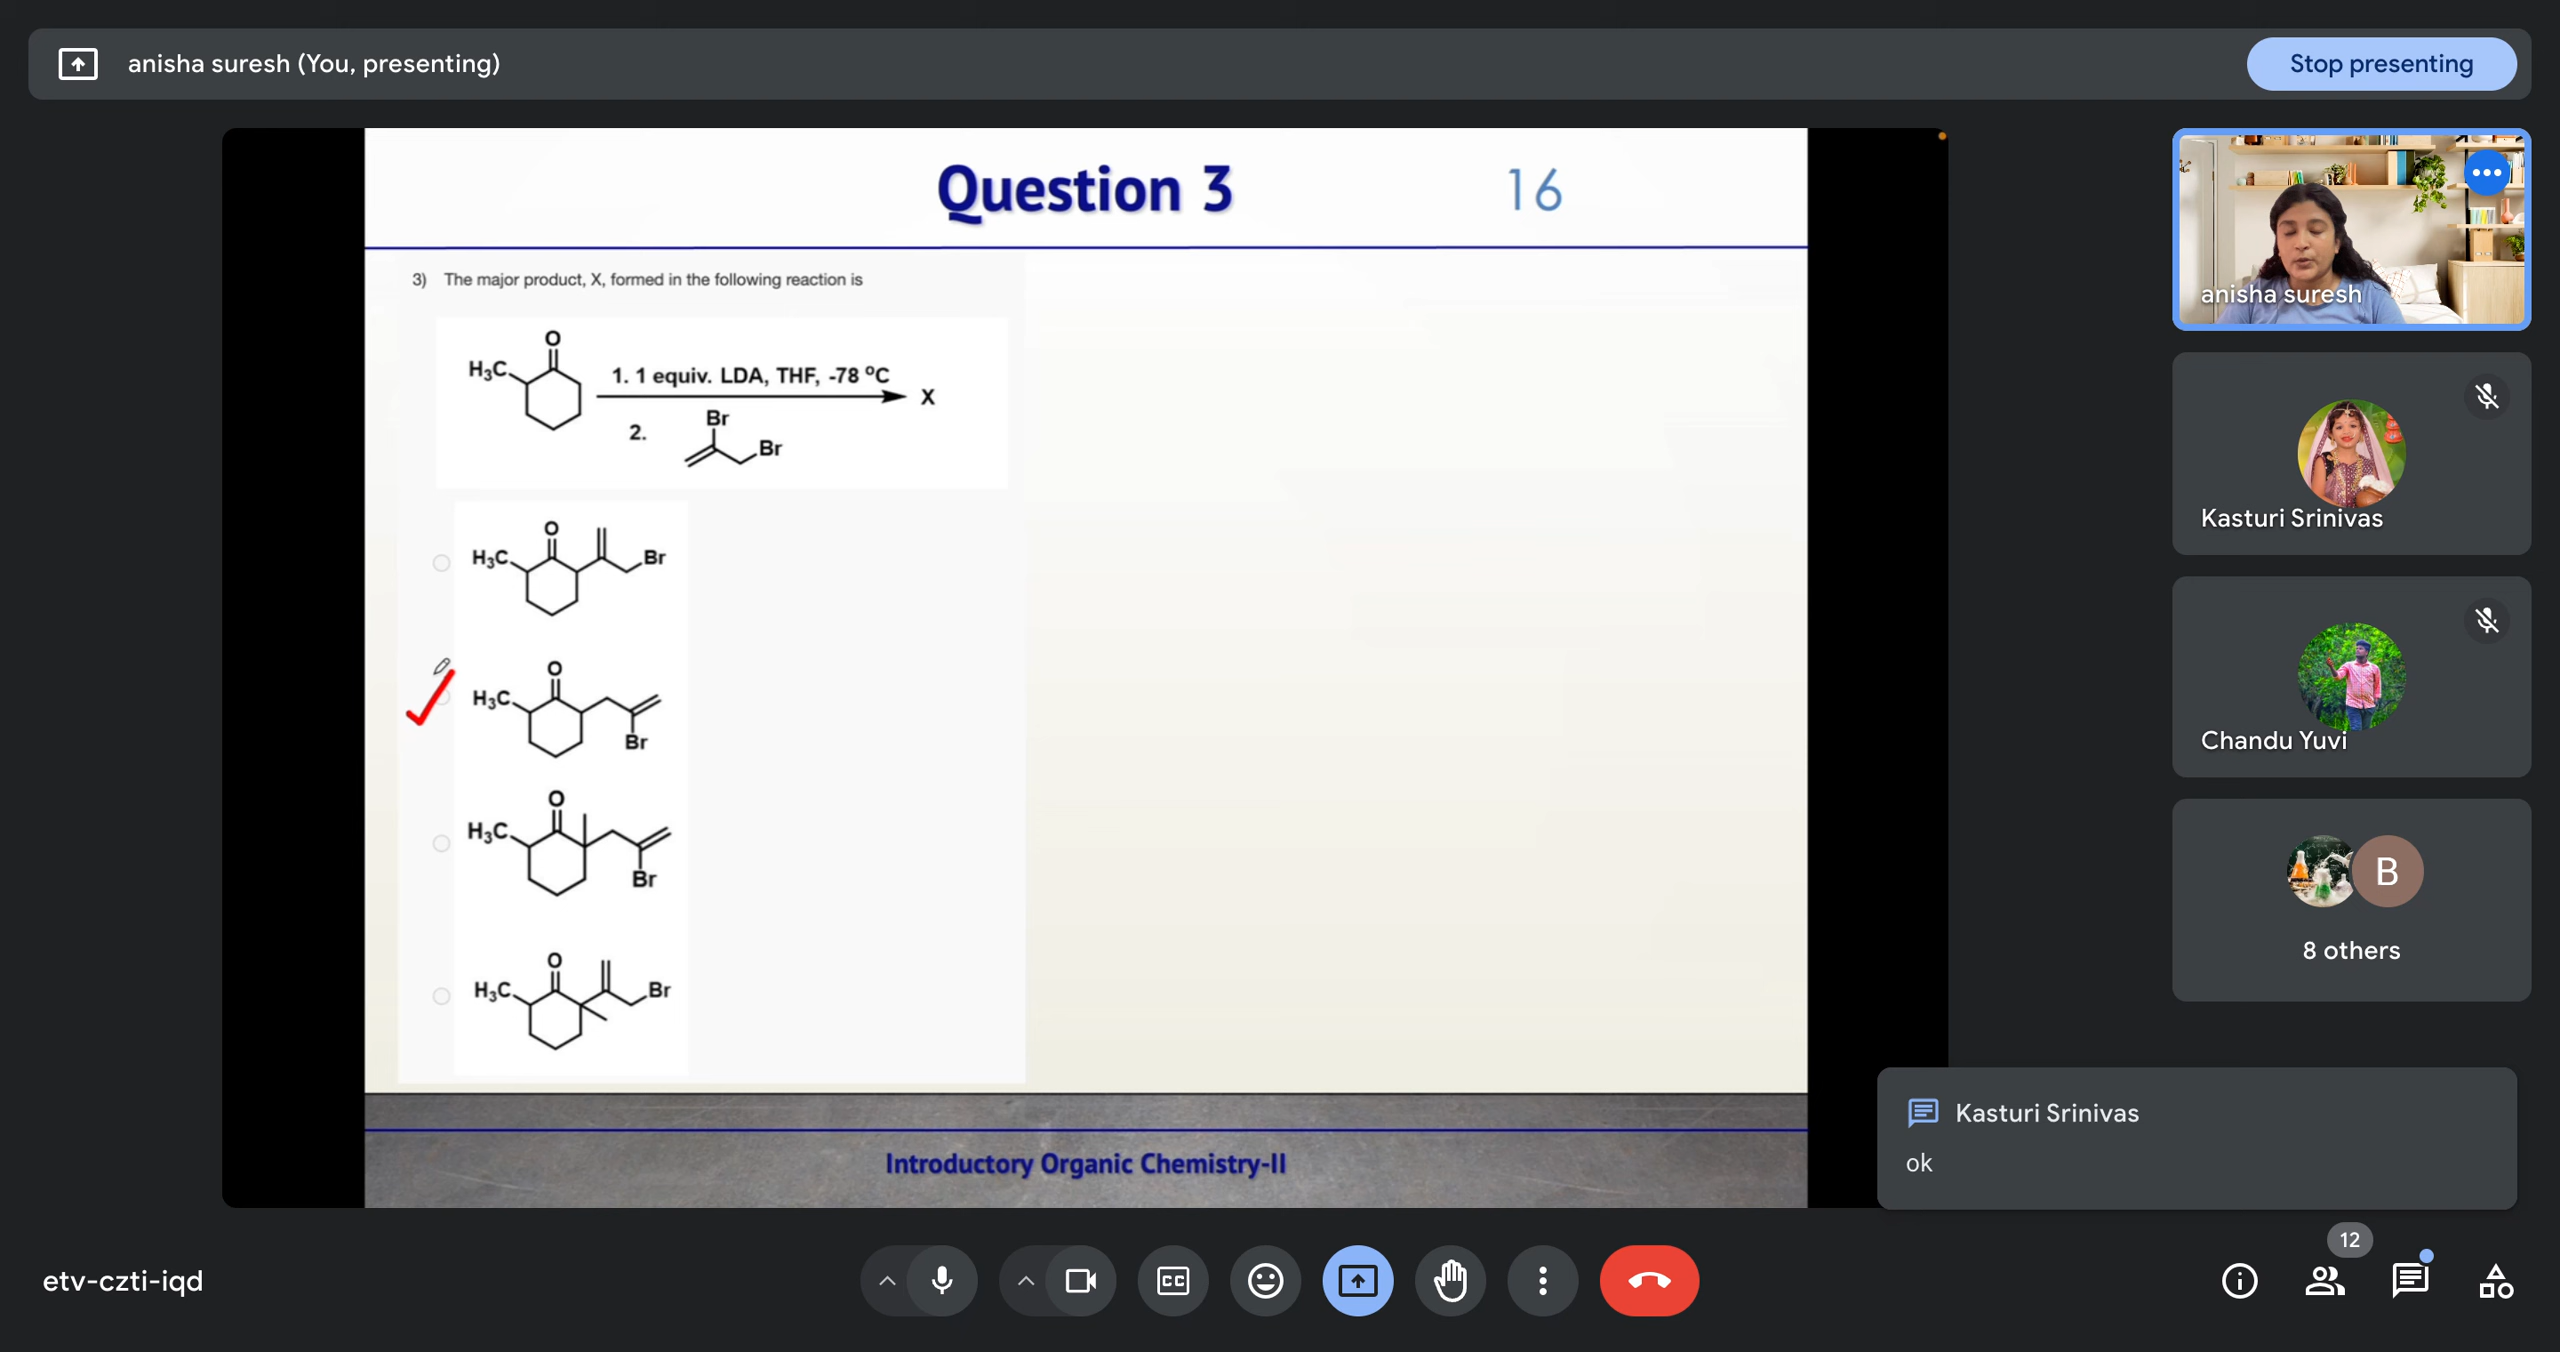 anisha suresh (You, presenting)
Stop presenting
Question 3
16
3) The major product, X, formed in the following reaction is
O
H₃C
1. 1 equiv. LDA, THF, -78 °C
X
2.
Br
Br
O
H₃C
Br
O
H₃C
Br
O
H₃C
Br
O
H₃C
Br
Introductory Organic Chemistry-II
anisha suresh
Kasturi Srinivas
Chandu Yuvi
B
8 others
Kasturi Srinivas
ok
etv-czti-iqd
CC
12